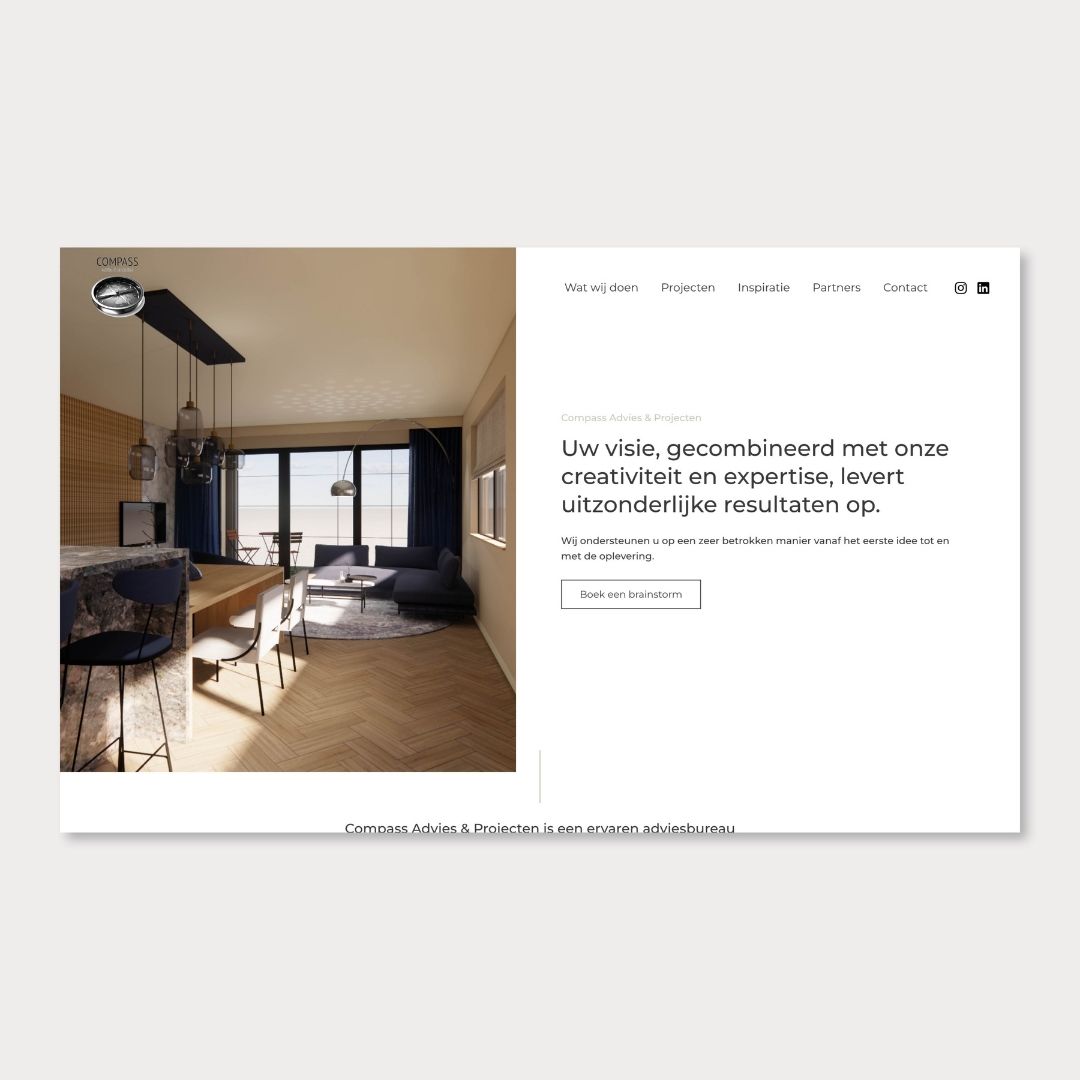 COMPASS
Wat wij doen Projecten Inspiratie Partners Contact
Compass Advies & Projecten
Uw visie, gecombineerd met onze
creativiteit en expertise, levert
uitzonderlijke resultaten op.
Wij ondersteunen u op een zeer betrokken manier vanaf het eerste idee tot en
met de oplevering.
Boek een brainstorm
Compass Advies & Projecten is een ervaren adviesbureau